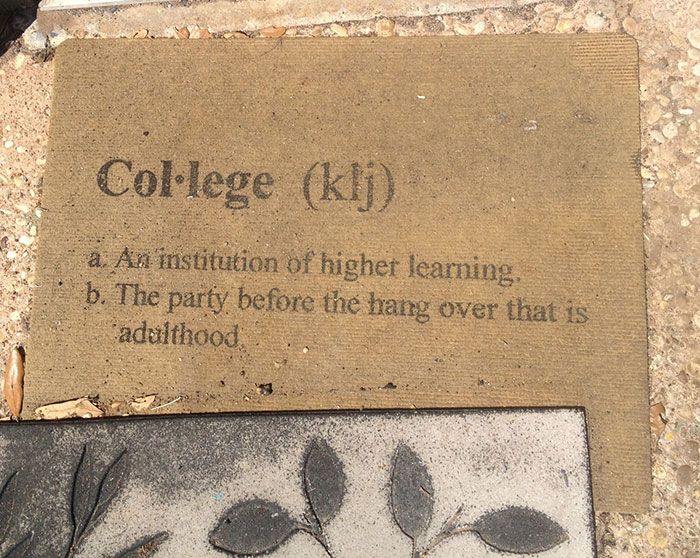 Col·lege (klj)
a. An institution of higher learning.
b. The party before the hang over that is
adulthood.